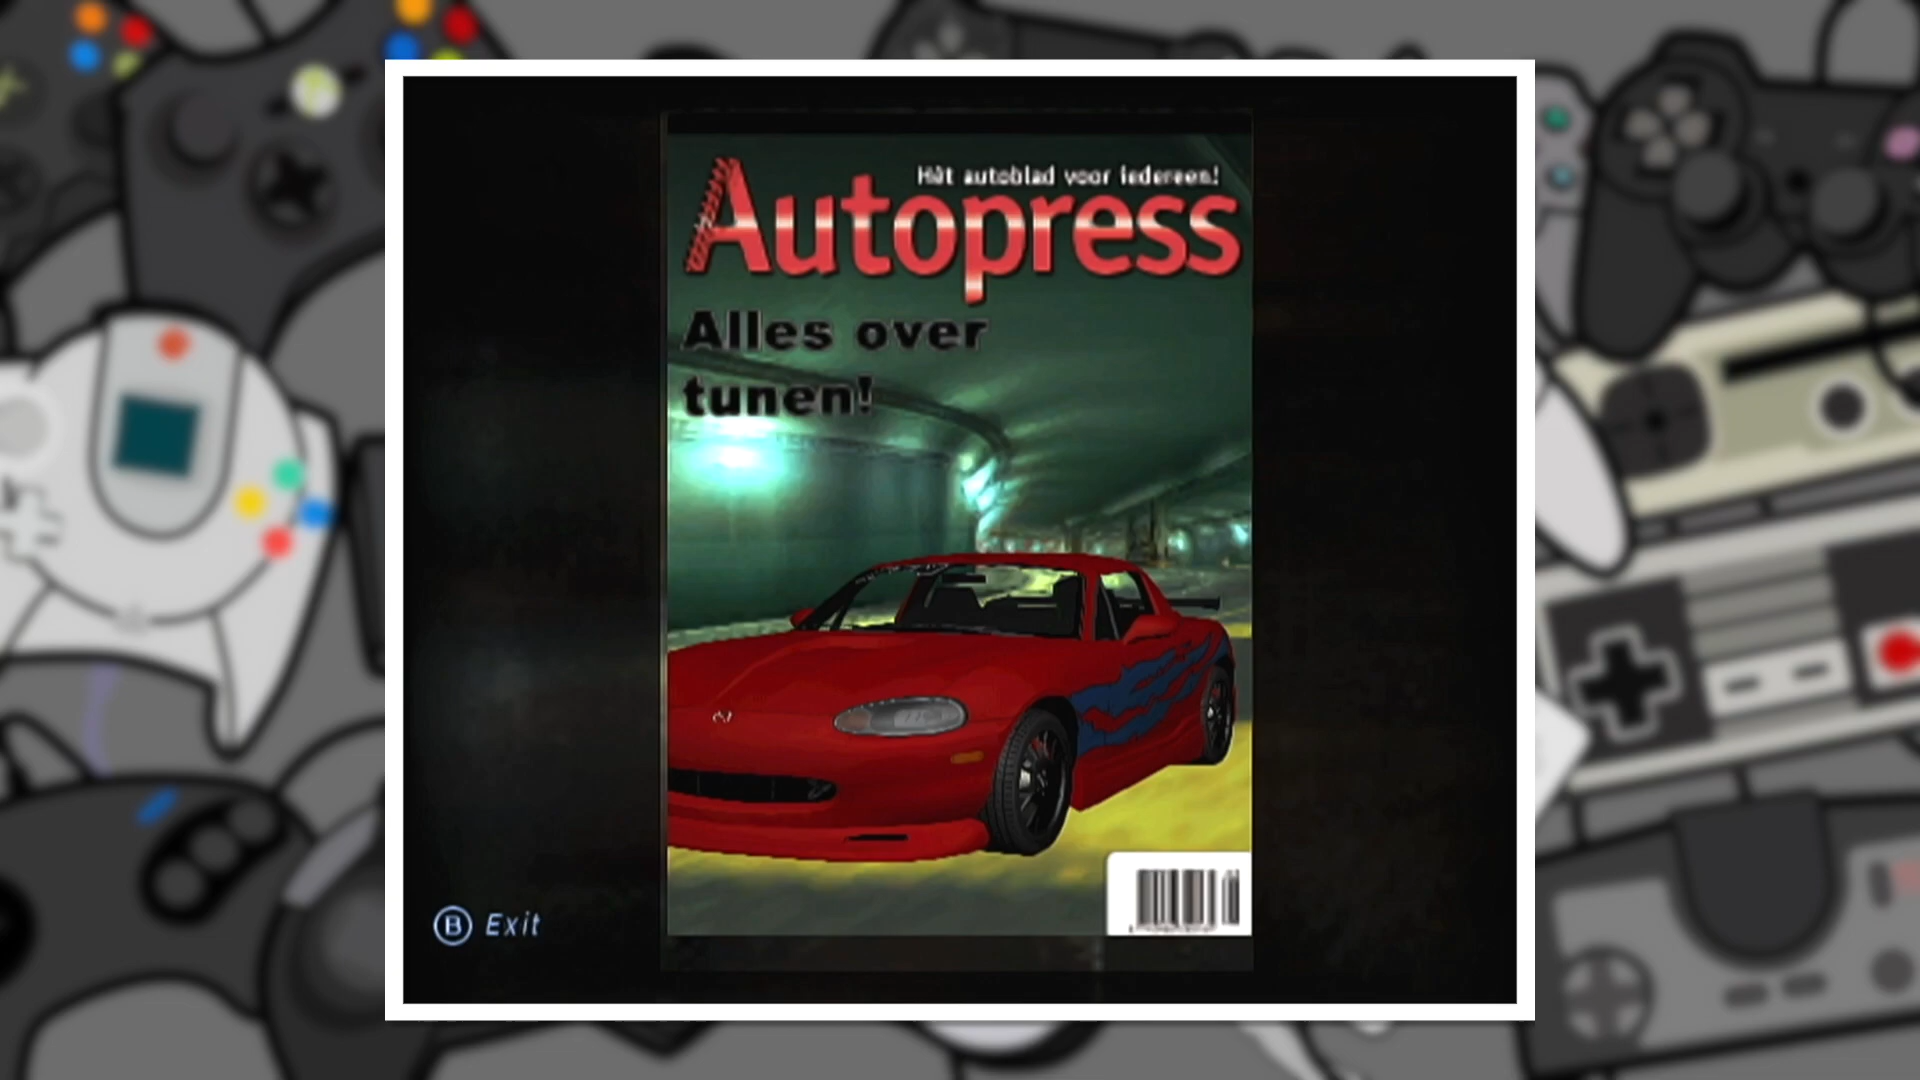 Hèt autoblad voor iedereen!
Autopress
Alles over
tunen!
B Exit